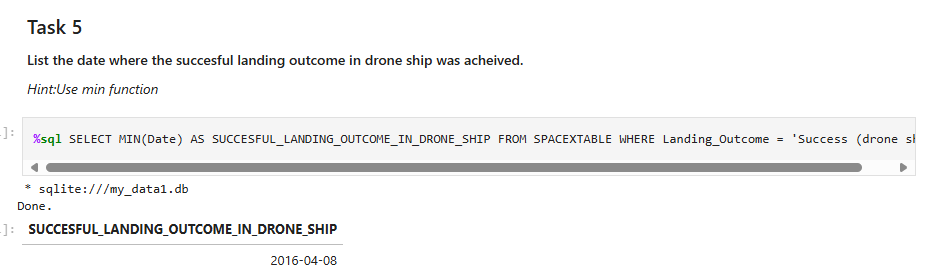 Task 5
List the date where the succesful landing outcome in drone ship was acheived.
Hint:Use min function
]:
%sql SELECT MIN(Date) AS SUCCESFUL_LANDING_OUTCOME_IN_DRONE_SHIP FROM SPACEXTABLE WHERE Landing_Outcome = 'Success (drone sh
* sqlite:///my_data1.db
Done.
]:
SUCCESFUL_LANDING_OUTCOME_IN_DRONE_SHIP
2016-04-08